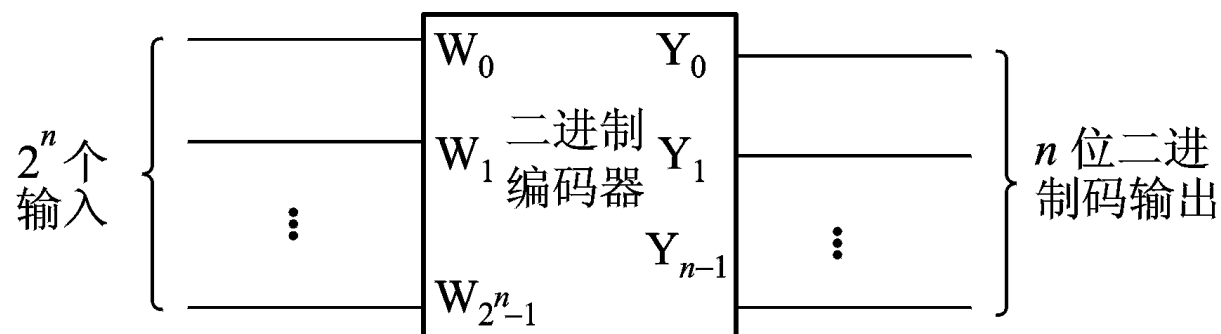 2ⁿ个
输入
W₀
W₁
W₂ⁿ₋₁
二进制
编码器
Y₀
Y₁
Yₙ₋₁
n 位二进
制码输出